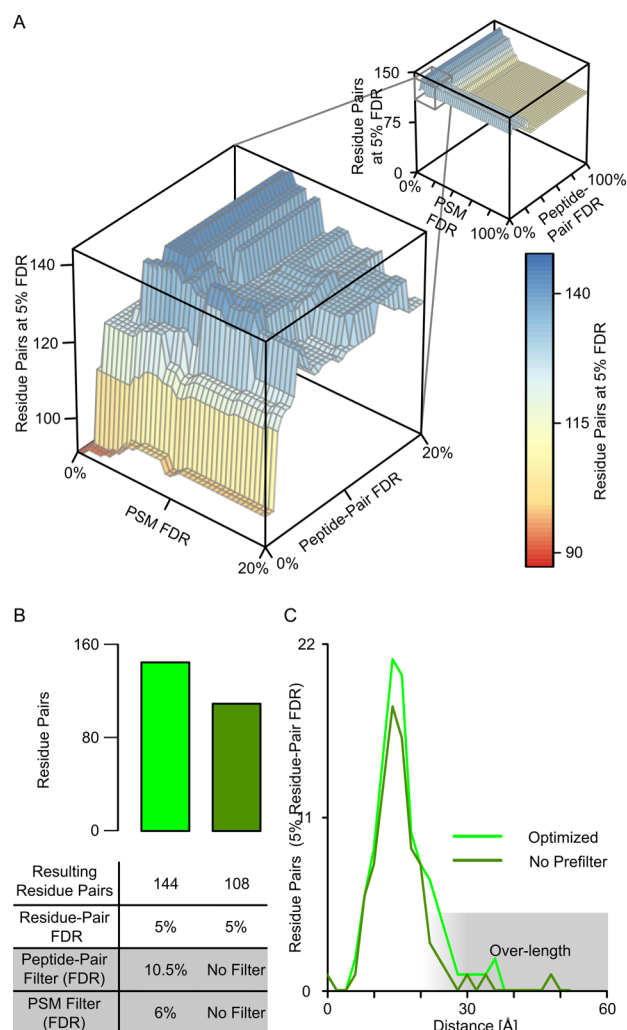 A
150
75
0
Residue Pairs
at 5% FDR
0%
PSM
FDR
100%
0%
Peptide-
Pair FDR
100%
140
120
100
Residue Pairs at 5% FDR
0%
PSM FDR
20%
0%
Peptide-Pair FDR
20%
140
115
90
Residue Pairs at 5% FDR
B
160
80
0
Residue Pairs
Resulting
Residue Pairs
144
108
Residue-Pair
FDR
5%
5%
Peptide-Pair
Filter (FDR)
10.5%
No Filter
PSM Filter
(FDR)
6%
No Filter
C
22
11
0
Residue Pairs (5% Residue-Pair FDR)
Optimized
No Prefilter
Over-length
0
30
60
Distance [Å]